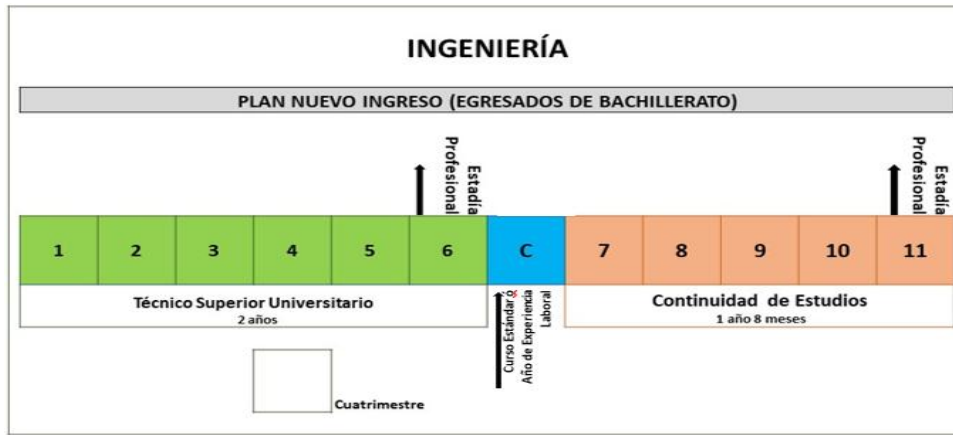 INGENIERÍA
PLAN NUEVO INGRESO (EGRESADOS DE BACHILLERATO)
Estadía
Profesional
Estadía
Profesional
1
2
3
4
5
6
C
7
8
9
10
11
Técnico Superior Universitario
2 años
Curso Estándar ó
Año de Experiencia
Laboral
Continuidad de Estudios
1 año 8 meses
Cuatrimestre